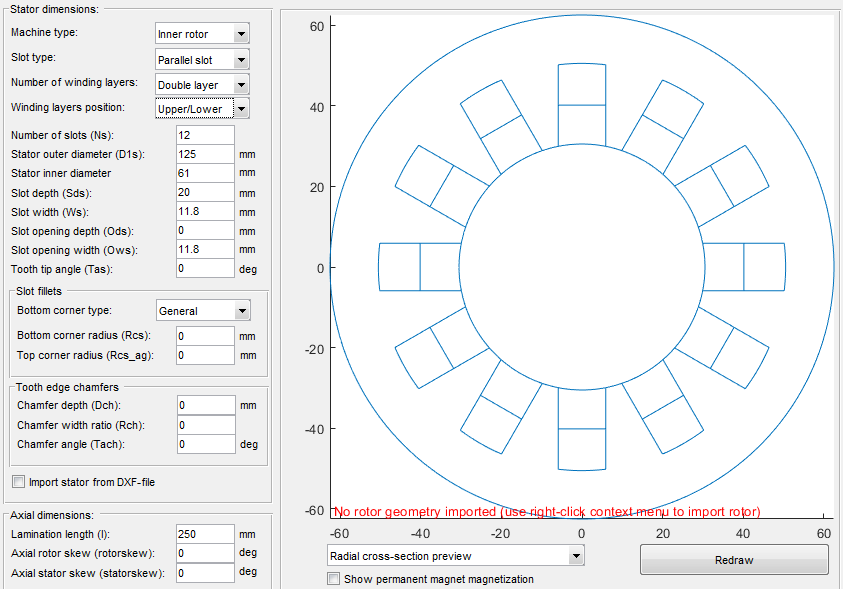 Stator dimensions:
Machine type: Inner rotor
Slot type: Parallel slot
Number of winding layers: Double layer
Winding layers position: Upper/Lower
Number of slots (Ns): 12
Stator outer diameter (D1s): 125 mm
Stator inner diameter 61 mm
Slot depth (Sds): 20 mm
Slot width (Ws): 11.8 mm
Slot opening depth (Ods): 0 mm
Slot opening width (Ows): 11.8 mm
Tooth tip angle (Tas): 0 deg
Slot fillets
Bottom corner type: General
Bottom corner radius (Rcs): 0 mm
Top corner radius (Rcs_ag): 0 mm
Tooth edge chamfers
Chamfer depth (Dch): 0 mm
Chamfer width ratio (Rch): 0
Chamfer angle (Tach): 0 deg
Import stator from DXF-file
Axial dimensions:
Lamination length (l): 250 mm
Axial rotor skew (rotorskew): 0 deg
Axial stator skew (statorskew): 0 deg
60
40
20
0
-20
-40
-60
No rotor geometry imported (use right-click context menu to import rotor)
-60 -40 -20 0 20 40 60
Radial cross-section preview
Redraw
Show permanent magnet magnetization